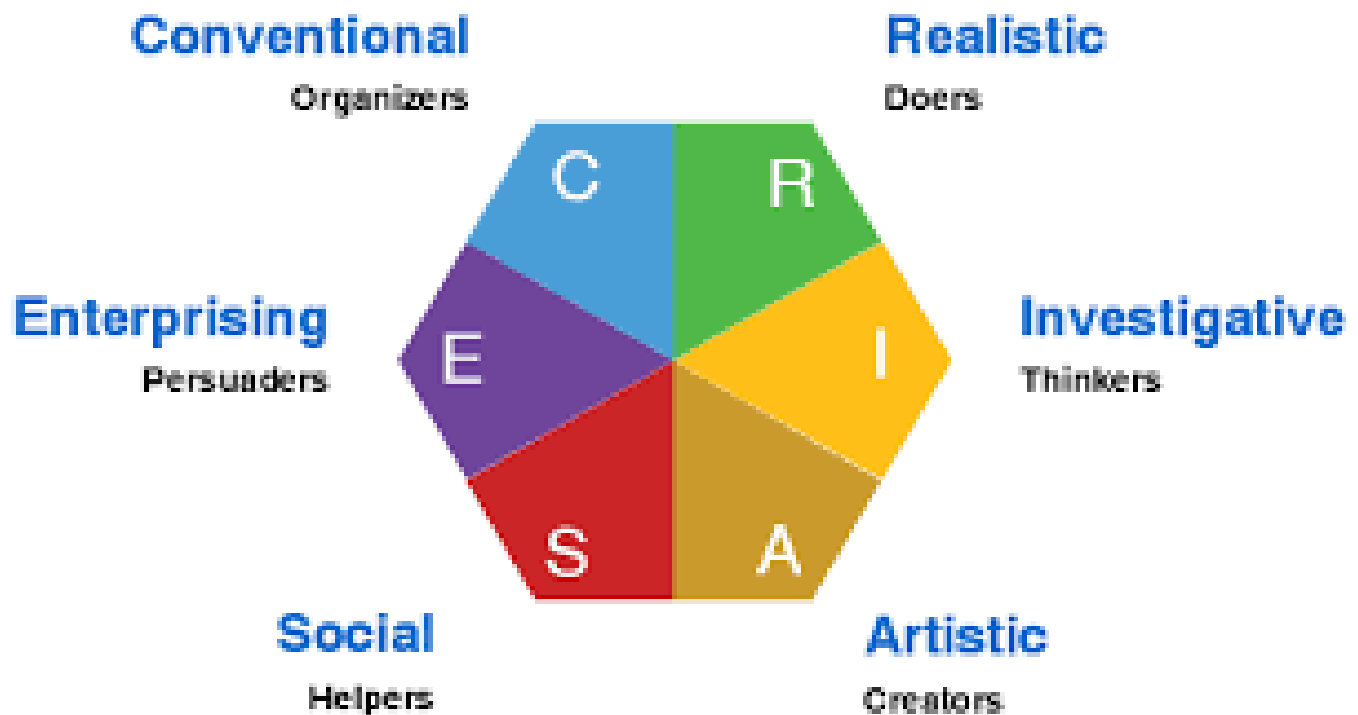 Conventional
Organizers
Realistic
Doers
C
R
Enterprising
Persuaders
E
I
Investigative
Thinkers
S
A
Social
Helpers
Artistic
Creators